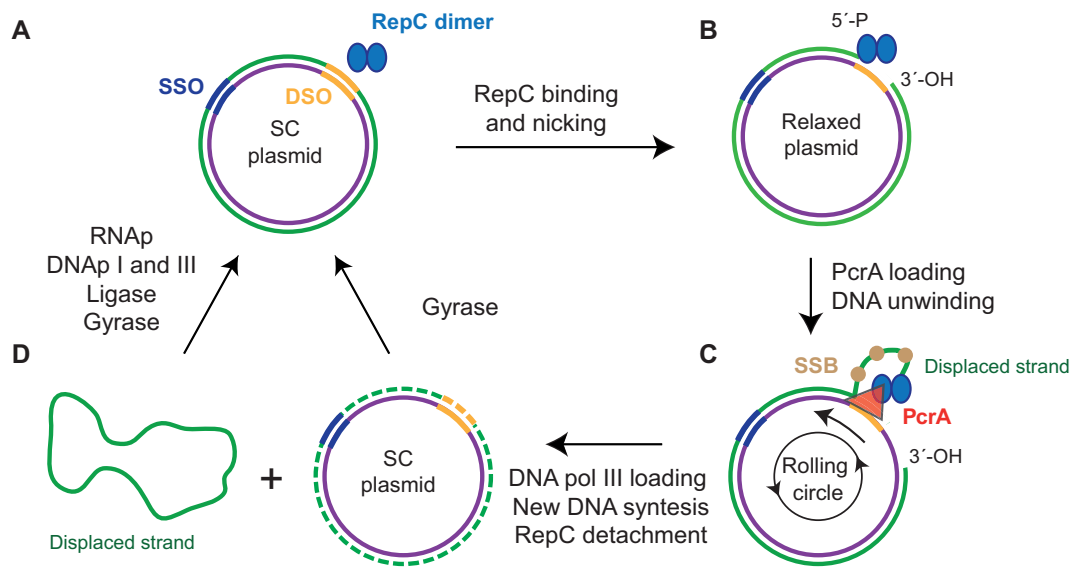 A
RepC dimer
SSO
DSO
SC
plasmid
RepC binding
and nicking
B
5´-P
3´-OH
Relaxed
plasmid
PcrA loading
DNA unwinding
C
SSB
Displaced strand
PcrA
3´-OH
Rolling
circle
DNA pol III loading
New DNA syntesis
RepC detachment
D
Displaced strand
+
SC
plasmid
RNAp
DNAp I and III
Ligase
Gyrase
Gyrase